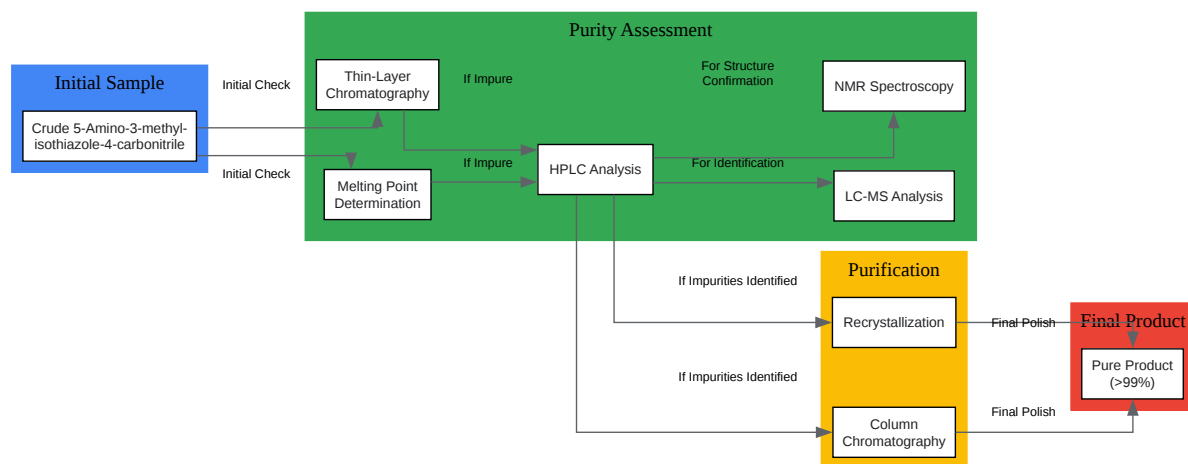 Purity Assessment
Initial Sample
Crude 5-Amino-3-methyl-
isothiazole-4-carbonitrile
Initial Check
Initial Check
Thin-Layer
Chromatography
Melting Point
Determination
If Impure
If Impure
HPLC Analysis
For Structure
Confirmation
For Identification
NMR Spectroscopy
LC-MS Analysis
If Impurities Identified
If Impurities Identified
Purification
Recrystallization
Column
Chromatography
Final Polish
Final Polish
Final Product
Pure Product
(>99%)